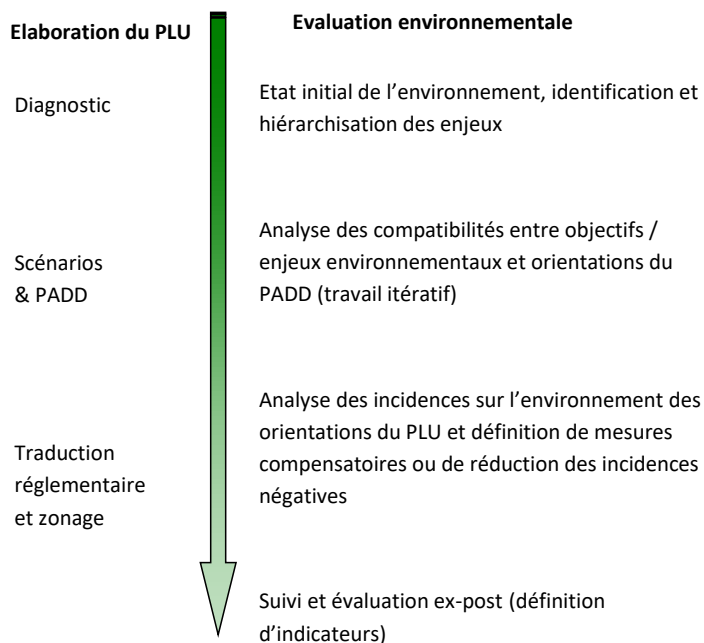 Elaboration du PLU
Evaluation environnementale
Diagnostic
Etat initial de l’environnement, identification et
hiérarchisation des enjeux
Scénarios
& PADD
Analyse des compatibilités entre objectifs /
enjeux environnementaux et orientations du
PADD (travail itératif)
Traduction
réglementaire
et zonage
Analyse des incidences sur l’environnement des
orientations du PLU et définition de mesures
compensatoires ou de réduction des incidences
négatives
Suivi et évaluation ex-post (définition
d’indicateurs)